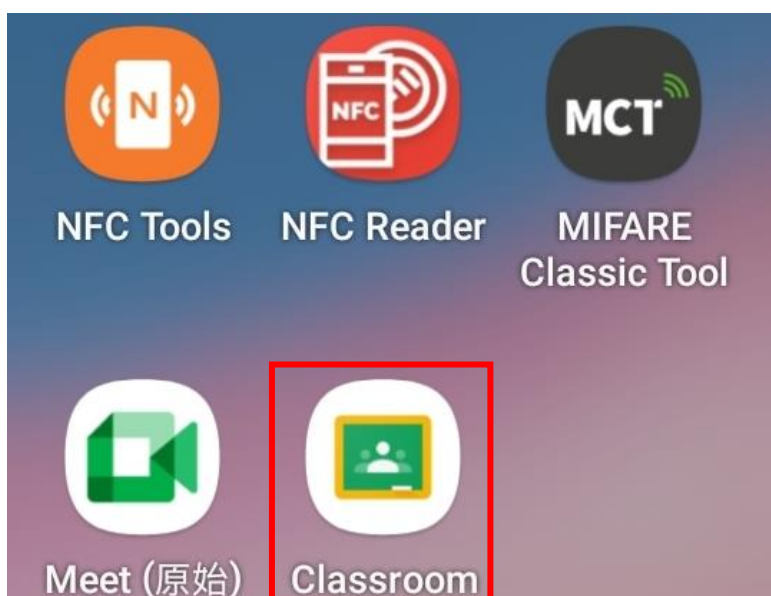 N
NFC
MCT
NFC Tools
NFC Reader
MIFARE
Classic Tool
Meet (原始)
Classroom